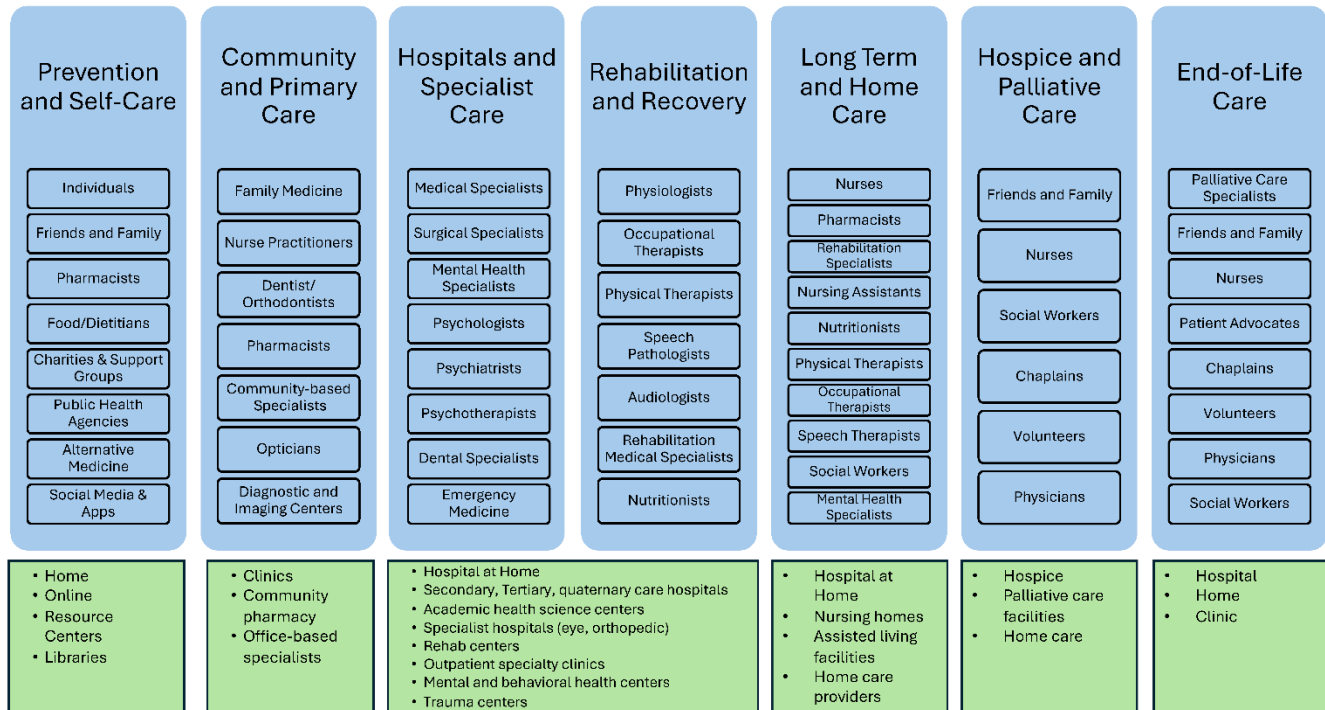 Prevention
and Self-Care
Individuals
Friends and Family
Pharmacists
Food/Dietitians
Charities & Support
Groups
Public Health
Agencies
Alternative
Medicine
Social Media &
Apps
• Home
• Online
• Resource
Centers
• Libraries
Community
and Primary
Care
Family Medicine
Nurse Practitioners
Dentist/
Orthodontists
Pharmacists
Community-based
Specialists
Opticians
Diagnostic and
Imaging Centers
• Clinics
• Community
pharmacy
• Office-based
specialists
Hospitals and
Specialist
Care
Medical Specialists
Surgical Specialists
Mental Health
Specialists
Psychologists
Psychiatrists
Psychotherapists
Dental Specialists
Emergency
Medicine
Rehabilitation
and Recovery
Physiologists
Occupational
Therapists
Physical Therapists
Speech
Pathologists
Audiologists
Rehabilitation
Medical Specialists
Nutritionists
• Hospital at Home
• Secondary, Tertiary, quaternary care hospitals
• Academic health science centers
• Specialist hospitals (eye, orthopedic)
• Rehab centers
• Outpatient specialty clinics
• Mental and behavioral health centers
• Trauma centers
Long Term
and Home
Care
Nurses
Pharmacists
Rehabilitation
Specialists
Nursing Assistants
Nutritionists
Physical Therapists
Occupational
Therapists
Speech Therapists
Social Workers
Mental Health
Specialists
• Hospital at
Home
• Nursing homes
• Assisted living
facilities
• Home care
providers
Hospice and
Palliative Care
Friends and Family
Nurses
Social Workers
Chaplains
Volunteers
Physicians
• Hospice
• Palliative care
facilities
• Home care
End-of-Life
Care
Palliative Care
Specialists
Friends and Family
Nurses
Patient Advocates
Chaplains
Volunteers
Physicians
Social Workers
• Hospital
• Home
• Clinic